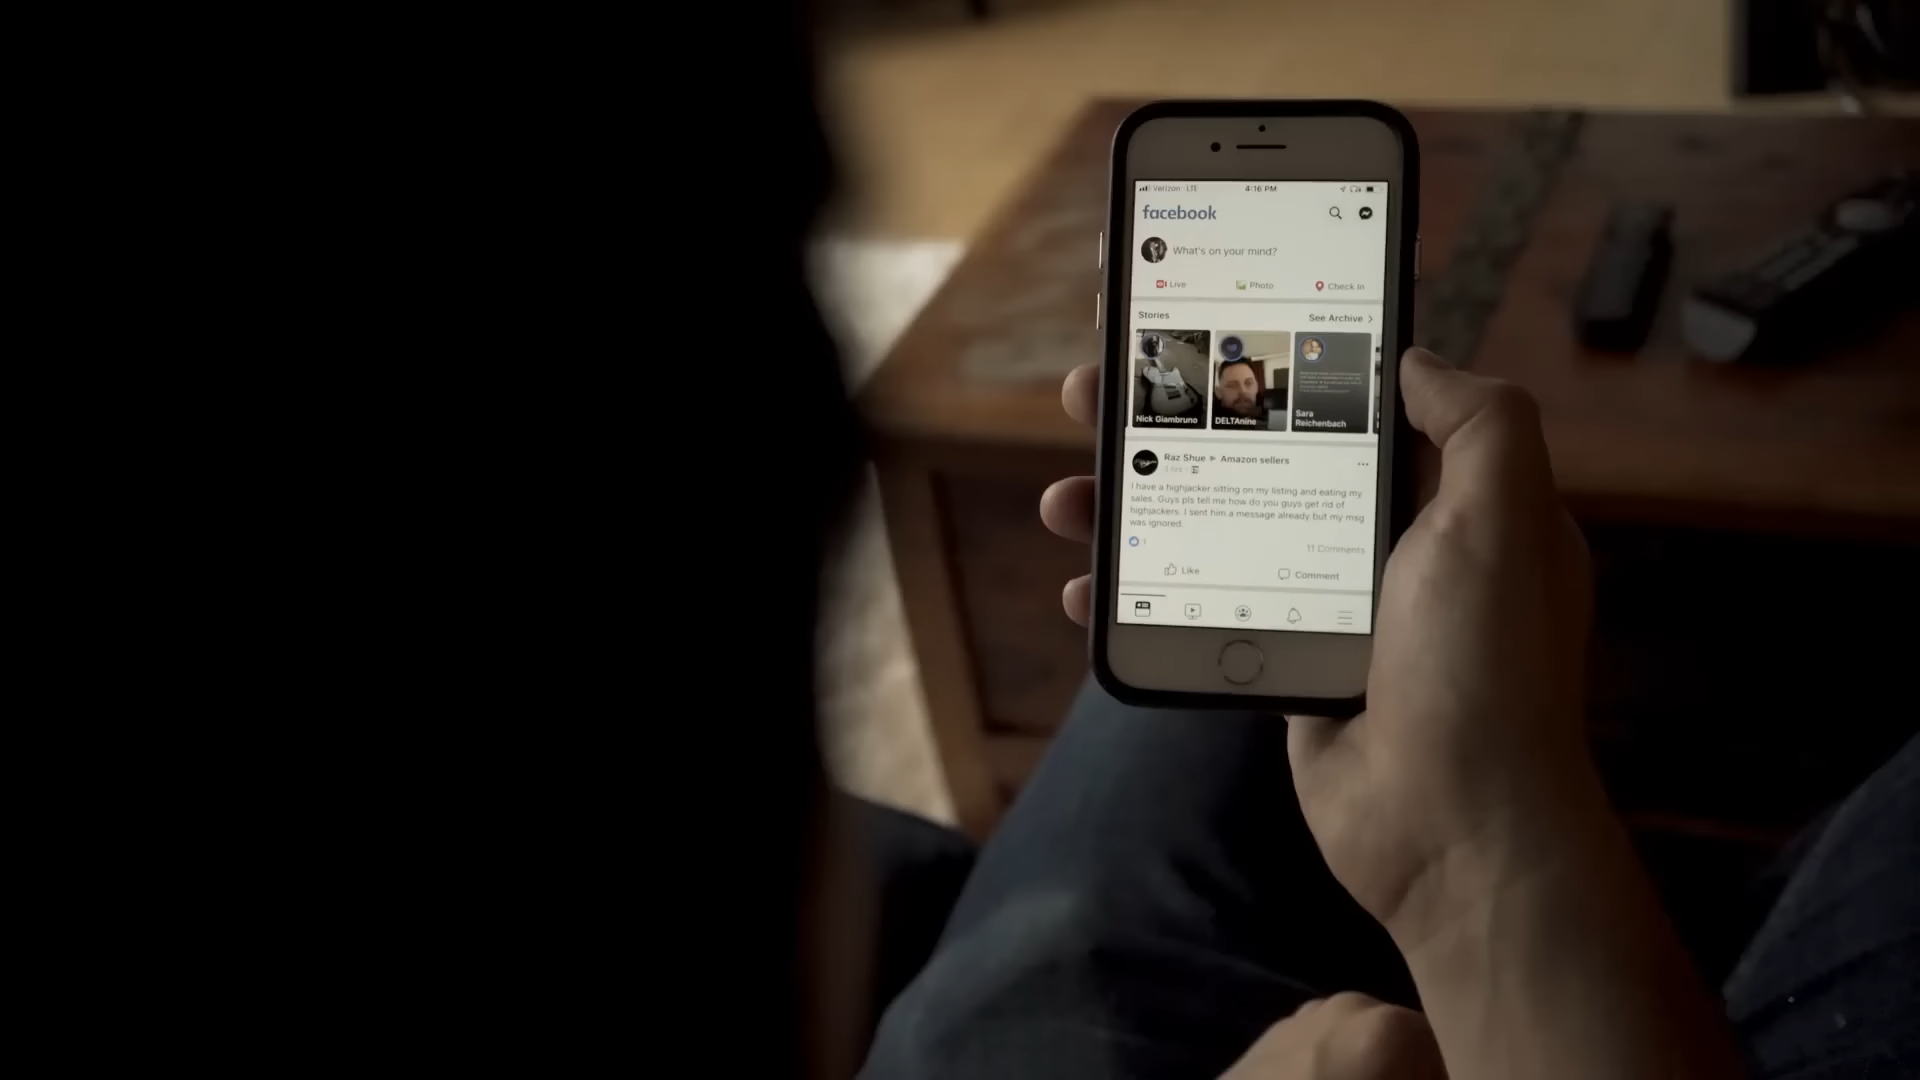 Verizon LTE 4:16 PM
facebook
What's on your mind?
Live Photo Check In
Stories See Archive
Nick Giambruno DELTAnine Sara
Reichenbach
Raz Shue Amazon sellers
I have a highjacker sitting on my listing and eating my
sales. Guys pls tell me how do you guys get rid of
highjackers. I sent him a message already but my msg
was ignored.
1 11 Comments
Like Comment